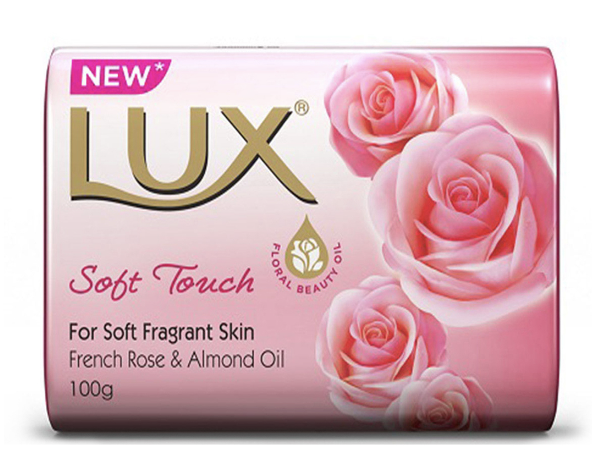 NEW*
LUX®
Soft Touch
FLORAL BEAUTY OIL
For Soft Fragrant Skin
French Rose & Almond Oil
100g